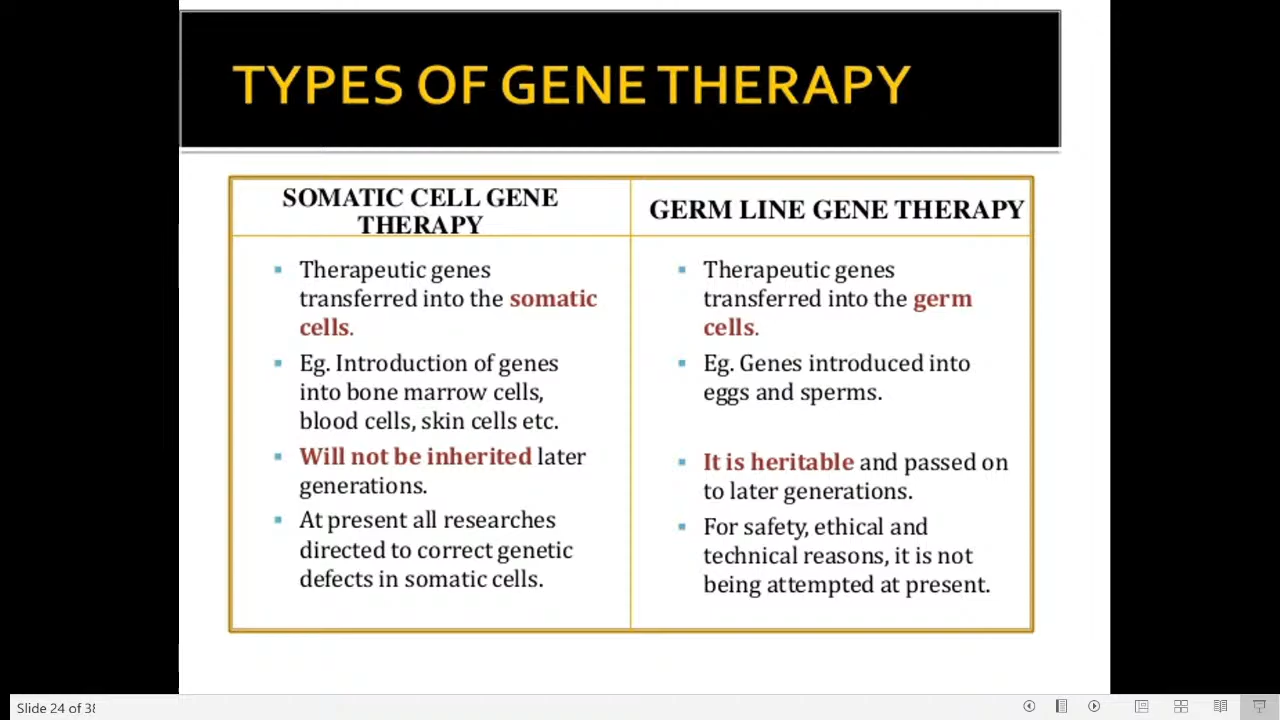 TYPES OF GENE THERAPY
SOMATIC CELL GENE
THERAPY
Therapeutic genes
transferred into the somatic
cells.
Eg. Introduction of genes
into bone marrow cells,
blood cells, skin cells etc.
Will not be inherited later
generations.
At present all researches
directed to correct genetic
defects in somatic cells.
GERM LINE GENE THERAPY
Therapeutic genes
transferred into the germ
cells.
Eg. Genes introduced into
eggs and sperms.
It is heritable and passed on
to later generations.
For safety, ethical and
technical reasons, it is not
being attempted at present.
Slide 24 of 38